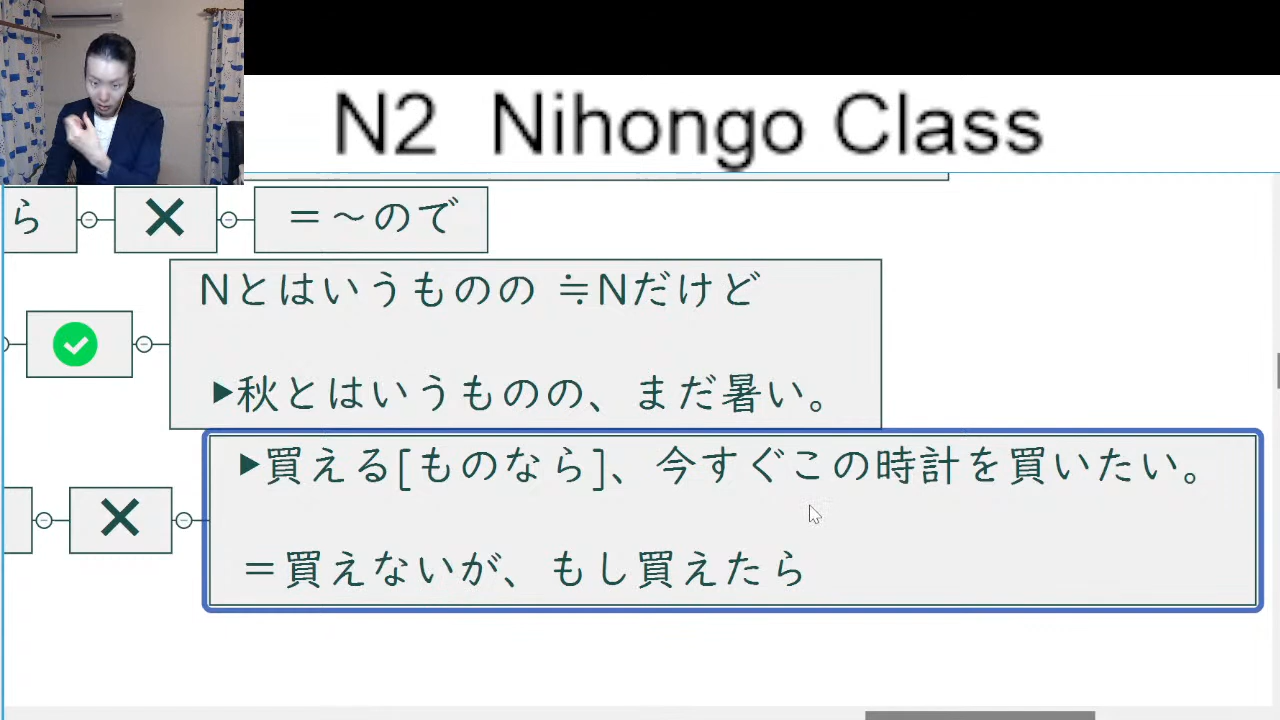 N2 Nihongo Class
ら
×
＝～ので
Nとはいうものの ≒Nだけど
▶秋とはいうものの、まだ暑い。
×
▶買える[ものなら]、今すぐこの時計を買いたい。
＝買えないが、もし買えたら